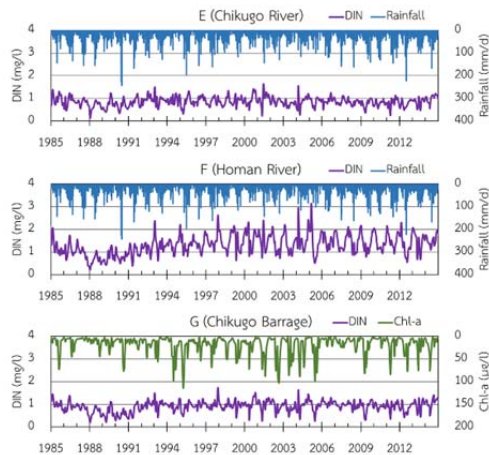 E (Chikugo River)
DIN
Rainfall
DIN (mg/l)
4
3
2
1
0
Rainfall (mm/d)
0
100
200
300
400
1985 1988 1991 1994 1997 2000 2003 2006 2009 2012
F (Homan River)
DIN
Rainfall
DIN (mg/l)
4
3
2
1
0
Rainfall (mm/d)
0
100
200
300
400
1985 1988 1991 1994 1997 2000 2003 2006 2009 2012
G (Chikugo Barrage)
DIN
Chl-a
DIN (mg/l)
4
3
2
1
0
Chl-a (µg/l)
0
50
100
150
200
1985 1988 1991 1994 1997 2000 2003 2006 2009 2012